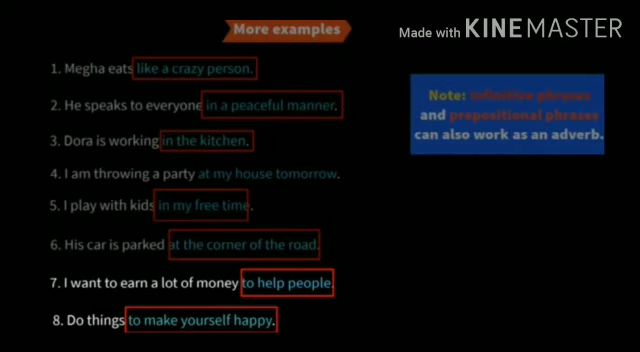 More examples
Made with KINEMASTER
1. Megha eats like a crazy person.
2. He speaks to everyone in a peaceful manner.
3. Dora is working in the kitchen.
4. I am throwing a party at my house tomorrow.
5. I play with kids in my free time.
6. His car is parked at the corner of the road.
7. I want to earn a lot of money to help people.
8. Do things to make yourself happy.
Note: infinitive phrases
and prepositional phrases
can also work as an adverb.